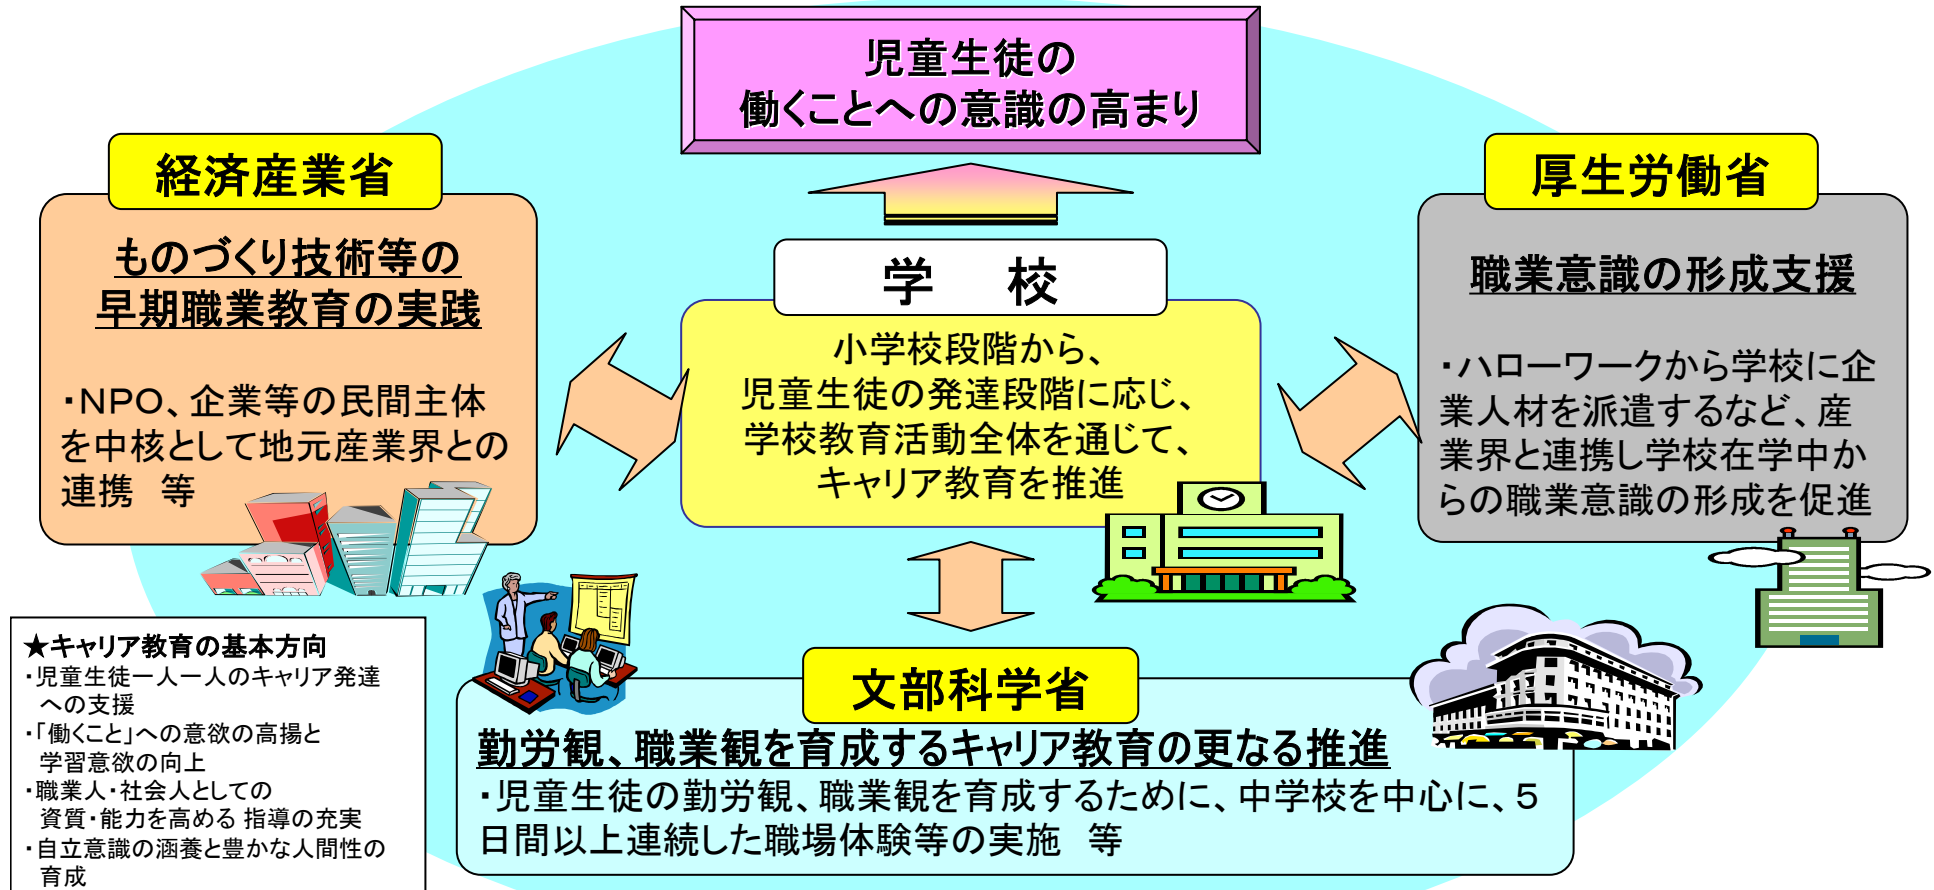 児童生徒の
働くことへの意識の高まり
経済産業省
ものづくり技術等の
早期職業教育の実践
・NPO、企業等の民間主体
を中核として地元産業界との
連携　等
学　校
小学校段階から、
児童生徒の発達段階に応じ、
学校教育活動全体を通じて、
キャリア教育を推進
厚生労働省
職業意識の形成支援
・ハローワークから学校に企
業人材を派遣するなど、産
業界と連携し学校在学中か
らの職業意識の形成を促進
★キャリア教育の基本方向
・児童生徒一人一人のキャリア発達
への支援
・「働くこと」への意欲の高揚と
学習意欲の向上
・職業人・社会人としての
資質・能力を高める 指導の充実
・自立意識の涵養と豊かな人間性の
育成
文部科学省
勤労観、職業観を育成するキャリア教育の更なる推進
・児童生徒の勤労観、職業観を育成するために、中学校を中心に、５
日間以上連続した職場体験等の実施　等